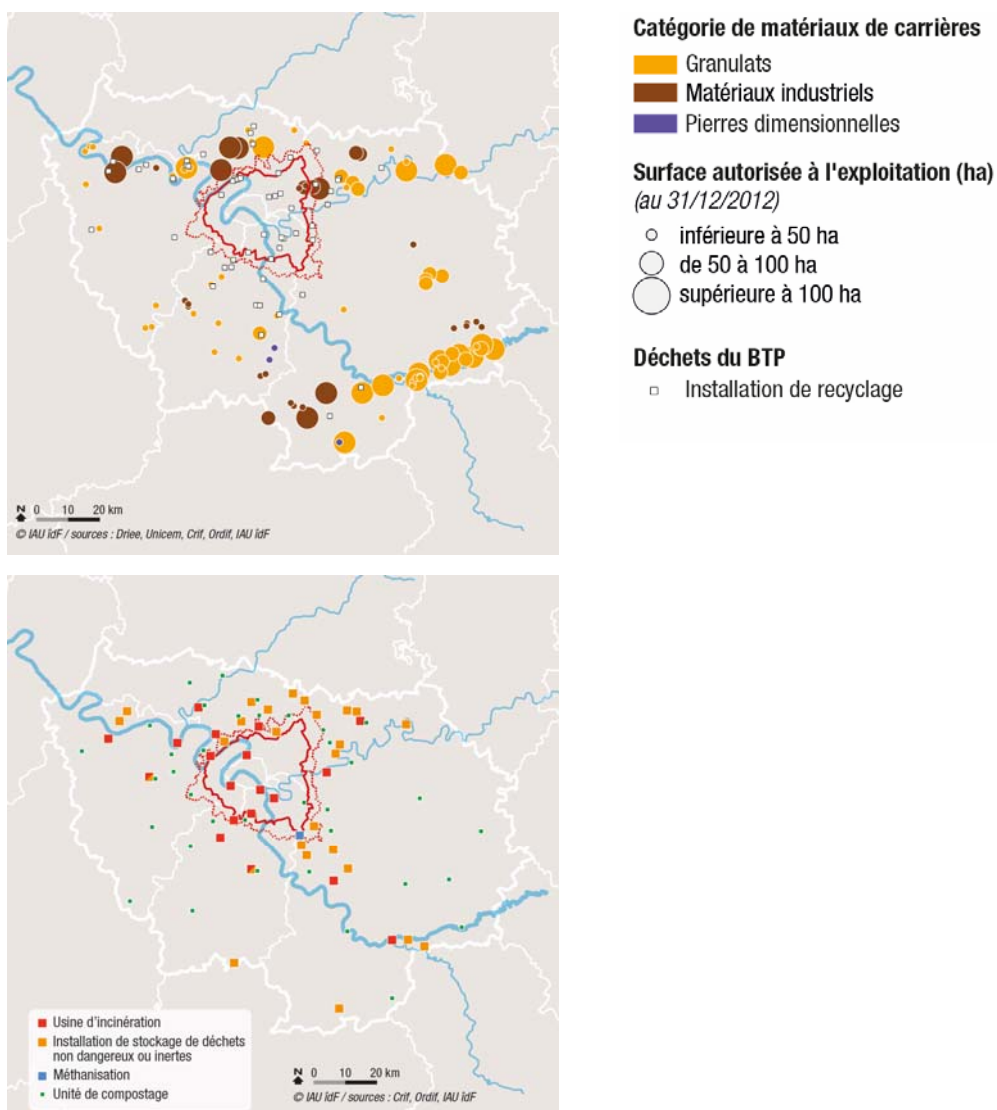 Catégorie de matériaux de carrières
Granulats
Matériaux industriels
Pierres dimensionnelles
Surface autorisée à l'exploitation (ha)
(au 31/12/2012)
inférieure à 50 ha
de 50 à 100 ha
supérieure à 100 ha
Déchets du BTP
Installation de recyclage
N 0 10 20 km
© IAU îdF / sources : Driee, Unicem, Crif, Ordif, IAU îdF
Usine d'incinération
Installation de stockage de déchets
non dangereux ou inertes
Méthanisation
Unité de compostage
N 0 10 20 km
© IAU îdF / sources : Crif, Ordif, IAU îdF